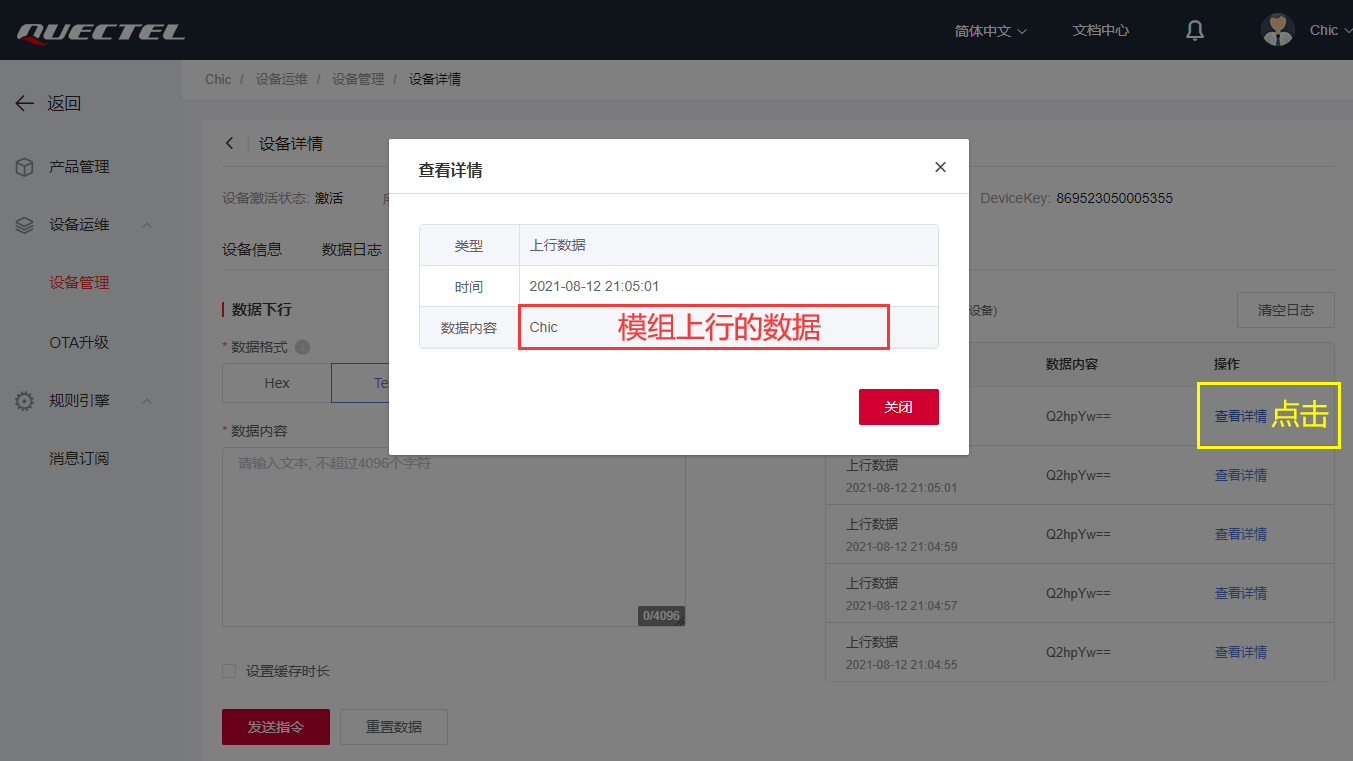 QUECTEL
简体中文
文档中心
Chic
Chic / 设备运维 / 设备管理 / 设备详情
返回
产品管理
设备运维
设备管理
OTA升级
规则引擎
消息订阅
设备详情
设备激活状态: 激活
DeviceKey: 869523050005355
设备信息 数据日志
数据下行
* 数据格式
Hex
Te
* 数据内容
请输入文本, 不超过4096个字符
0/4096
设置缓存时长
发送指令 重置数据
查看详情
类型 上行数据
时间 2021-08-12 21:05:01
数据内容 Chic 模组上行的数据
关闭
设备)
清空日志
数据内容 操作
Q2hpYw== 查看详情 点击
上行数据
2021-08-12 21:05:01
Q2hpYw== 查看详情
上行数据
2021-08-12 21:04:59
Q2hpYw== 查看详情
上行数据
2021-08-12 21:04:57
Q2hpYw== 查看详情
上行数据
2021-08-12 21:04:55
Q2hpYw== 查看详情